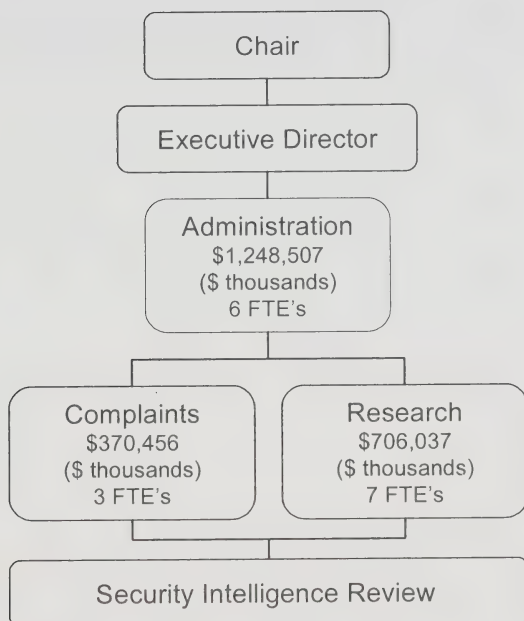 Chair
Executive Director
Administration
$1,248,507
($ thousands)
6 FTE's
Complaints
$370,456
($ thousands)
3 FTE's
Research
$706,037
($ thousands)
7 FTE's
Security Intelligence Review